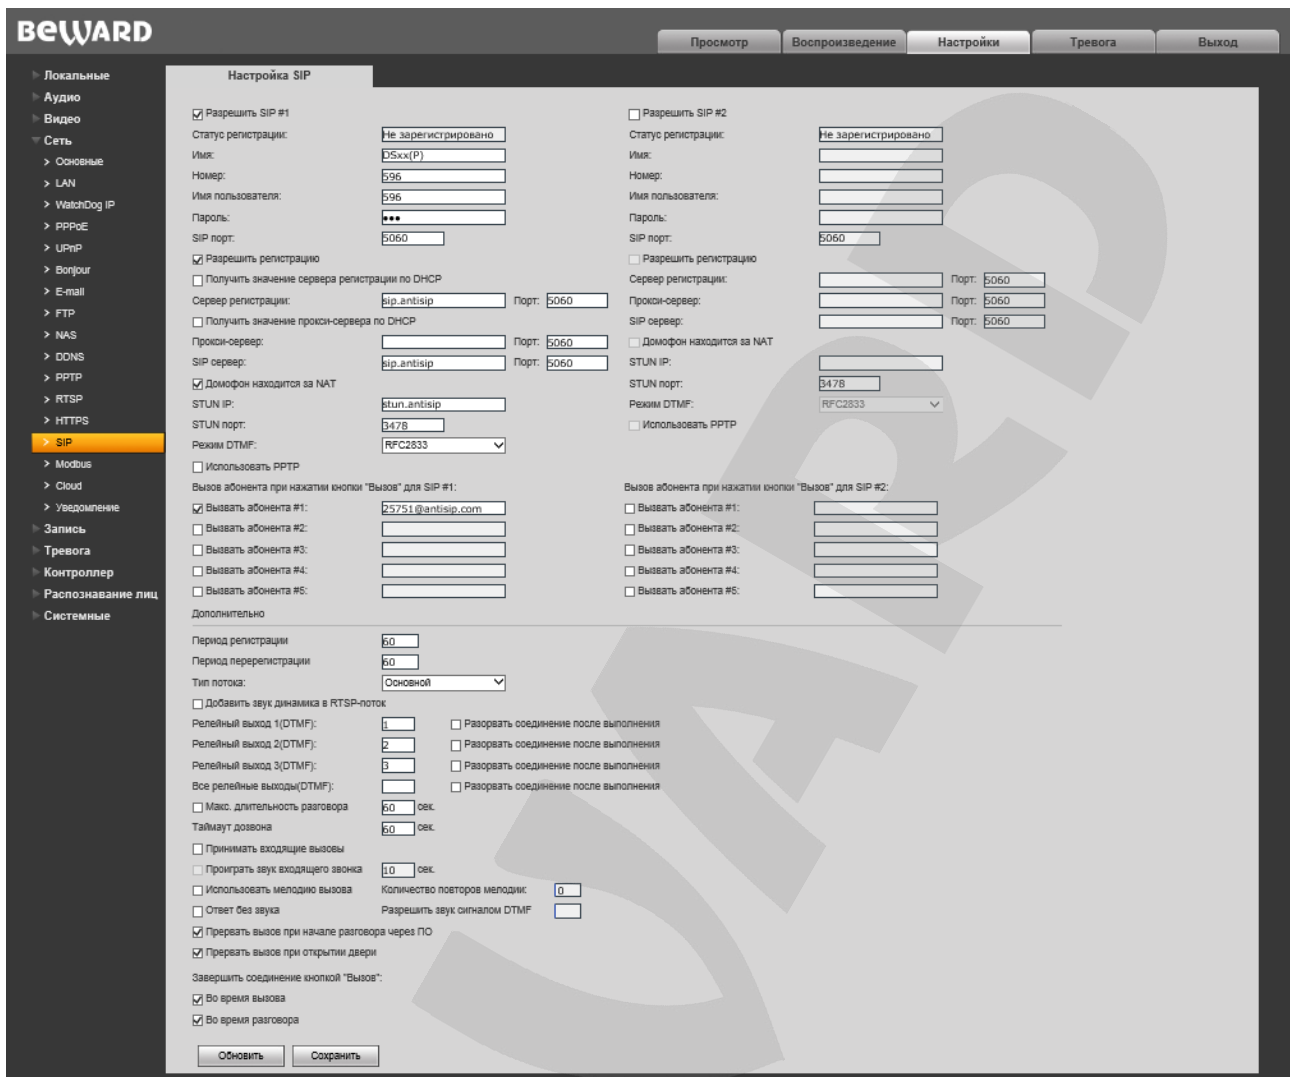 BEWARD
Просмотр
Воспроизведение
Настройки
Тревога
Выход
Локальные
Аудио
Видео
Сеть
Основные
LAN
WatchDog IP
PPPoE
UPnP
Bonjour
E-mail
FTP
NAS
DDNS
PPTP
RTSP
HTTPS
SIP
Modbus
Cloud
Уведомление
Запись
Тревога
Контроллер
Распознавание лиц
Системные
Настройка SIP
Разрешить SIP #1
Статус регистрации: Не зарегистрировано
Имя: DSxx(P)
Номер: 596
Имя пользователя: 596
Пароль: •••
SIP порт: 5060
Разрешить регистрацию
Получить значение сервера регистрации по DHCP
Сервер регистрации: sip.antisip Порт: 5060
Получить значение прокси-сервера по DHCP
Прокси-сервер: Порт: 5060
SIP сервер: sip.antisip Порт: 5060
Домофон находится за NAT
STUN IP: stun.antisip
STUN порт: 3478
Режим DTMF: RFC2833
Использовать PPTP
Разрешить SIP #2
Статус регистрации: Не зарегистрировано
Имя:
Номер:
Имя пользователя:
Пароль:
SIP порт: 5060
Разрешить регистрацию
Сервер регистрации: Порт: 5060
Прокси-сервер: Порт: 5060
SIP сервер: Порт: 5060
Домофон находится за NAT
STUN IP:
STUN порт: 3478
Режим DTMF: RFC2833
Использовать PPTP
Вызов абонента при нажатии кнопки "Вызов" для SIP #1:
Вызвать абонента #1: 25751@antisip.com
Вызвать абонента #2:
Вызвать абонента #3:
Вызвать абонента #4:
Вызвать абонента #5:
Вызов абонента при нажатии кнопки "Вызов" для SIP #2:
Вызвать абонента #1:
Вызвать абонента #2:
Вызвать абонента #3:
Вызвать абонента #4:
Вызвать абонента #5:
Дополнительно
Период регистрации 60
Период перерегистрации 60
Тип потока: Основной
Добавить звук динамика в RTSP-поток
Релейный выход 1(DTMF): 1 Разорвать соединение после выполнения
Релейный выход 2(DTMF): 2 Разорвать соединение после выполнения
Релейный выход 3(DTMF): 3 Разорвать соединение после выполнения
Все релейные выходы(DTMF): Разорвать соединение после выполнения
Макс. длительность разговора 60 сек.
Таймаут дозвона 60 сек.
Принимать входящие вызовы
Проиграть звук входящего звонка 10 сек.
Использовать мелодию вызова Количество повторов мелодии: 0
Ответ без звука Разрешить звук сигналом DTMF
Прервать вызов при начале разговора через ПО
Прервать вызов при открытии двери
Завершить соединение кнопкой "Вызов":
Во время вызова
Во время разговора
Обновить Сохранить